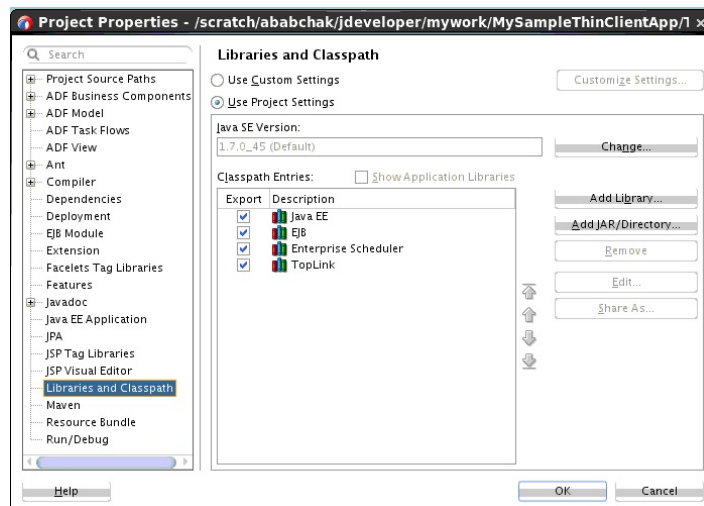 Project Properties - /scratch/ababchak/jdeveloper/mywork/MySampleThinClientApp/T
Search
Project Source Paths
ADF Business Components
ADF Model
ADF Task Flows
ADF View
Ant
Compiler
Dependencies
Deployment
EJB Module
Extension
Facelets Tag Libraries
Features
Javadoc
Java EE Application
JPA
JSP Tag Libraries
JSP Visual Editor
Libraries and Classpath
Maven
Resource Bundle
Run/Debug
Libraries and Classpath
Use Custom Settings
Customize Settings...
Use Project Settings
Java SE Version:
1.7.0_45 (Default)
Change...
Classpath Entries:
Show Application Libraries
Export Description
Java EE
EJB
Enterprise Scheduler
TopLink
Add Library...
Add JAR/Directory...
Remove
Edit...
Share As...
Help
OK
Cancel